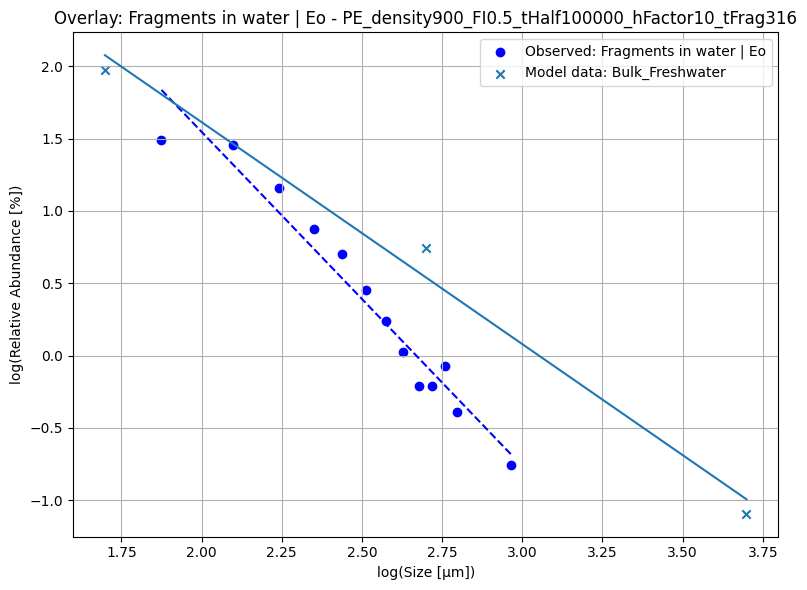 Overlay: Fragments in water | Eo - PE_density900_FI0.5_tHalf100000_hFactor10_tFrag316
Observed: Fragments in water | Eo
Model data: Bulk_Freshwater
log(Relative Abundance [%])
2.0
1.5
1.0
0.5
0.0
−0.5
−1.0
1.75 2.00 2.25 2.50 2.75 3.00 3.25 3.50 3.75
log(Size [μm])